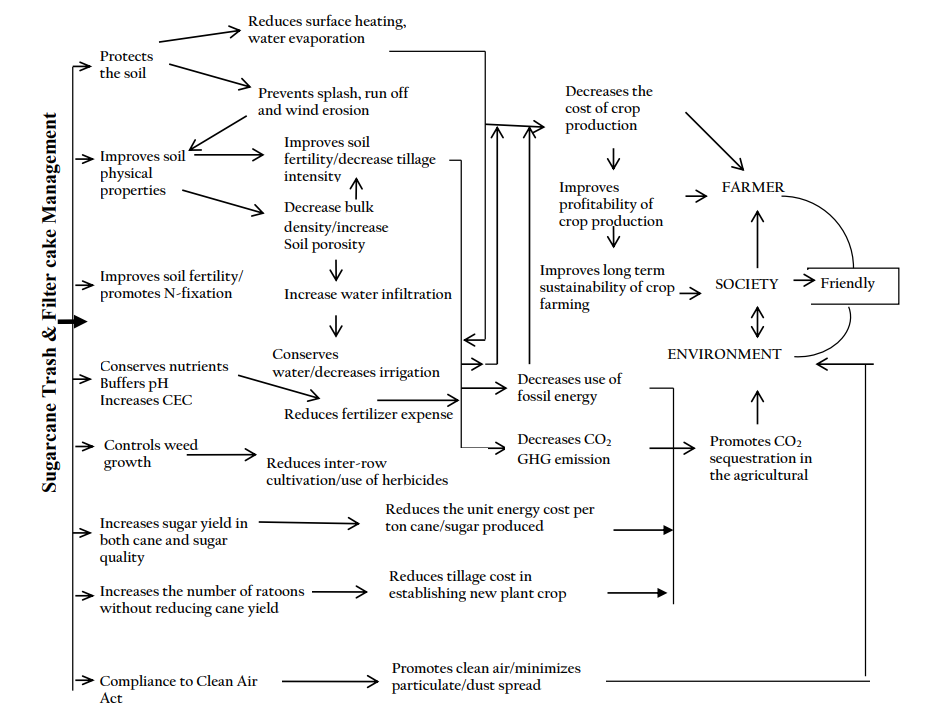 Sugarcane Trash & Filter cake Management
Protects
the soil
Reduces surface heating,
water evaporation
Prevents splash, run off
and wind erosion
Improves soil
physical
properties
Improves soil
fertility/decrease tillage
intensity
Decrease bulk
density/increase
Soil porosity
Improves soil fertility/
promotes N-fixation
Increase water infiltration
Conserves
water/decreases irrigation
Conserves nutrients
Buffers pH
Increases CEC
Reduces fertilizer expense
Controls weed
growth
Reduces inter-row
cultivation/use of herbicides
Increases sugar yield in
both cane and sugar
quality
Reduces the unit energy cost per
ton cane/sugar produced
Increases the number of ratoons
without reducing cane yield
Reduces tillage cost in
establishing new plant crop
Compliance to Clean Air
Act
Promotes clean air/minimizes
particulate/dust spread
Decreases the
cost of crop
production
Improves
profitability of
crop production
Improves long term
sustainability of crop
farming
Decreases use of
fossil energy
Decreases CO₂
GHG emission
FARMER
SOCIETY
Friendly
ENVIRONMENT
Promotes CO₂
sequestration in
the agricultural